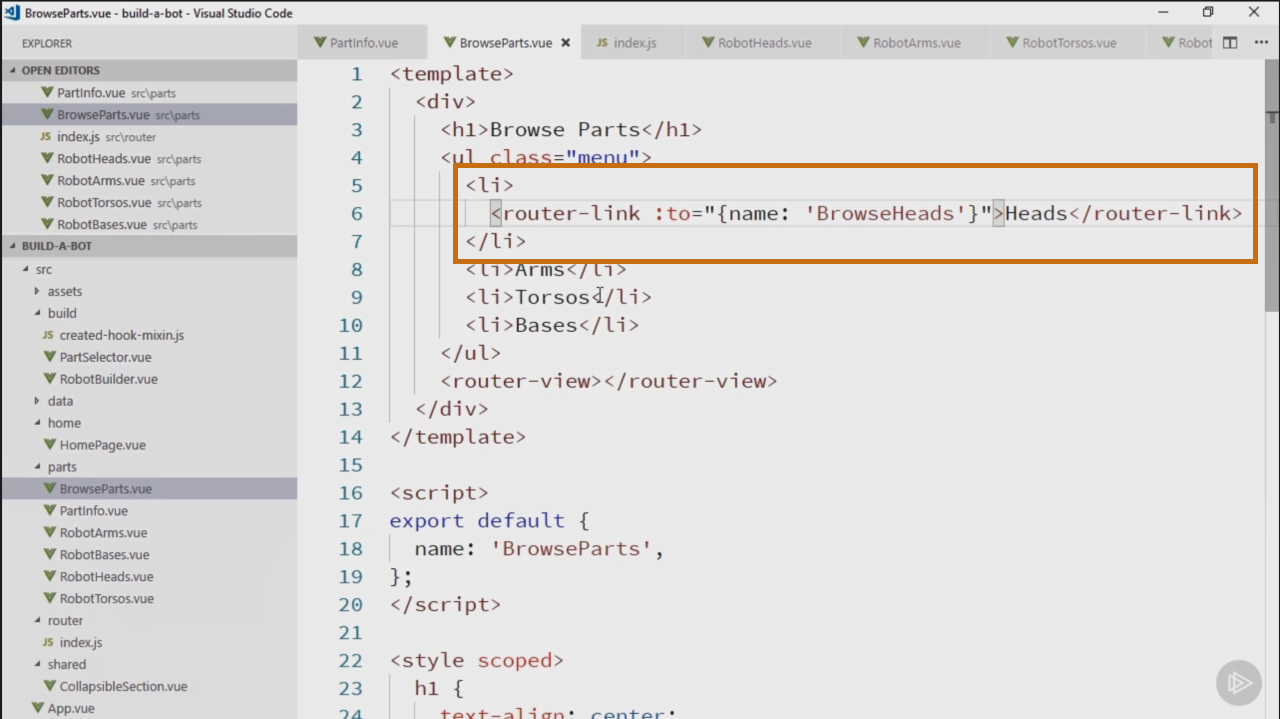 BrowseParts.vue - build-a-bot - Visual Studio Code
EXPLORER
OPEN EDITORS
PartInfo.vue src\parts
BrowseParts.vue src\parts
JS index.js src\router
RobotHeads.vue src\parts
RobotArms.vue src\parts
RobotTorsos.vue src\parts
RobotBases.vue src\parts
BUILD-A-BOT
src
assets
build
JS created-hook-mixin.js
PartSelector.vue
RobotBuilder.vue
data
home
HomePage.vue
parts
BrowseParts.vue
PartInfo.vue
RobotArms.vue
RobotBases.vue
RobotHeads.vue
RobotTorsos.vue
router
JS index.js
shared
CollapsibleSection.vue
App.vue
PartInfo.vue BrowseParts.vue JS index.js RobotHeads.vue RobotArms.vue RobotTorsos.vue Robot
1 <template>
2 <div>
3 <h1>Browse Parts</h1>
4 <ul class="menu">
5 <li>
6 <router-link :to="{name: 'BrowseHeads'}">Heads</router-link>
7 </li>
8 <li>Arms</li>
9 <li>Torsos</li>
10 <li>Bases</li>
11 </ul>
12 <router-view></router-view>
13 </div>
14 </template>
15
16 <script>
17 export default {
18 name: 'BrowseParts',
19 };
20 </script>
21
22 <style scoped>
23 h1 {
24 text-align: center;